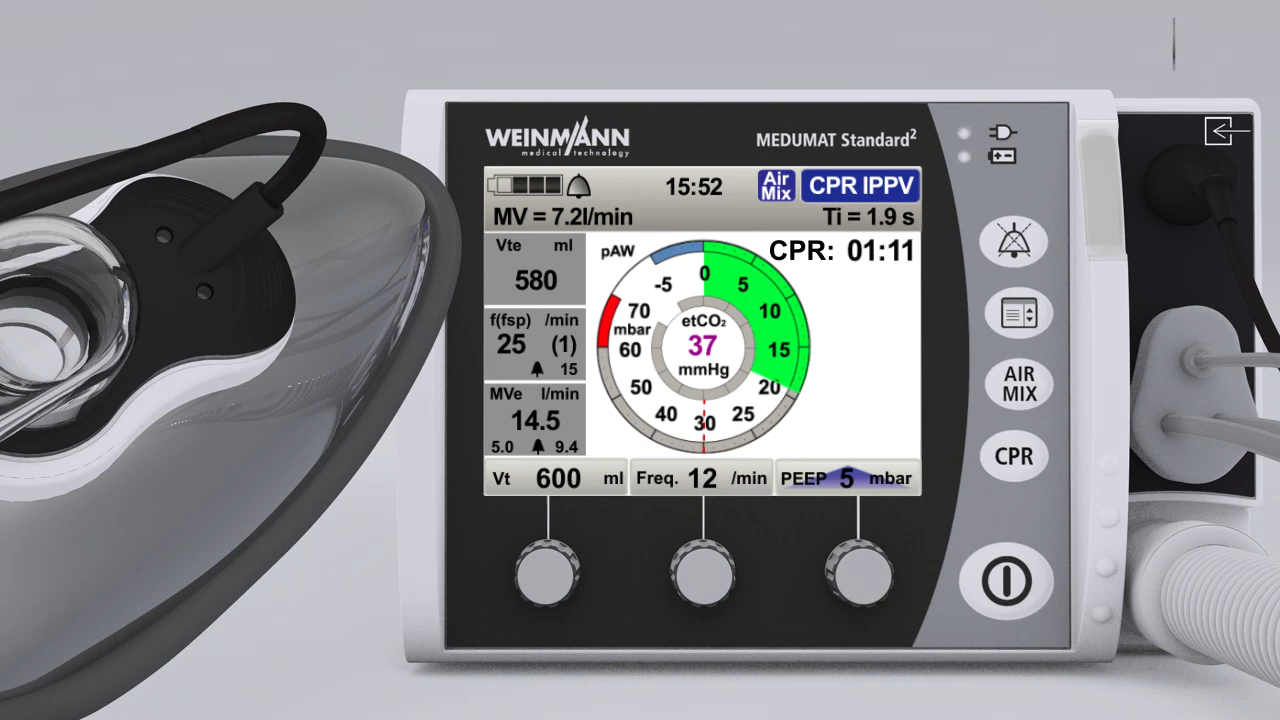 WEINMANN
medical technology
MEDUMAT Standard²
15:52
Air Mix
CPR IPPV
MV = 7.2l/min
Ti = 1.9 s
Vte ml
580
f(fsp) /min
25 (1)
15
MVe l/min
14.5
5.0 9.4
pAW
CPR: 01:11
-5 0 5 10 15 20 25 30 40 50 60 70
mbar
etCO₂
37
mmHg
Vt 600 ml
Freq. 12 /min
PEEP 5 mbar
AIR
MIX
CPR